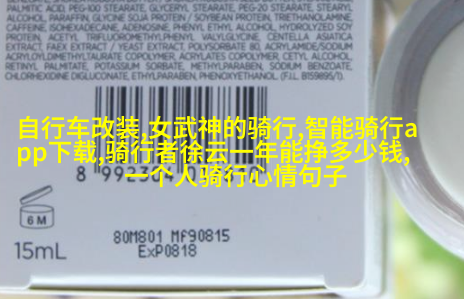 PALMITIC ACID, PEG-100 STEARATE, GLYCERYL STEARATE, PEG-20 STEARATE, STEARYL
ALCOHOL, PARAFFIN, GLYCINE SOJA PROTEIN / SOYBEAN PROTEIN, TRIETHANOLAMINE,
CAFFEINE, ISOHEXADECANE, ADENOSINE, PHENYL ETHYL ALCOHOL, HYDROLYZED SOY
PROTEIN, ACETYL TRIFLUOROMETHYLPHENYL VALYLGLYCINE, CENTELLA ASIATICA
EXTRACT, FAEX EXTRACT / YEAST EXTRACT, POLYSORBATE 80, ACRYLAMIDE/SODIUM
ACRYLOYLDIMETHYLTAURATE COPOLYMER, ACRYLATES COPOLYMER, CETYL ALCOHOL,
RETINYL PALMITATE, SODIUM METHYLPARABEN, SODIUM BENZOATE,
CHLORHEXIDINE DIGLUCONATE, ETHYLPARABEN, PHENOXYETHANOL. (F.I.L. B159895/1).
自行车改装,女武神的骑行,智能骑行a
pp下载,骑行者徐云一年能挣多少钱,
一个人骑行心情句子
6 M
15mL
80M801 Mf90815
ExP0818